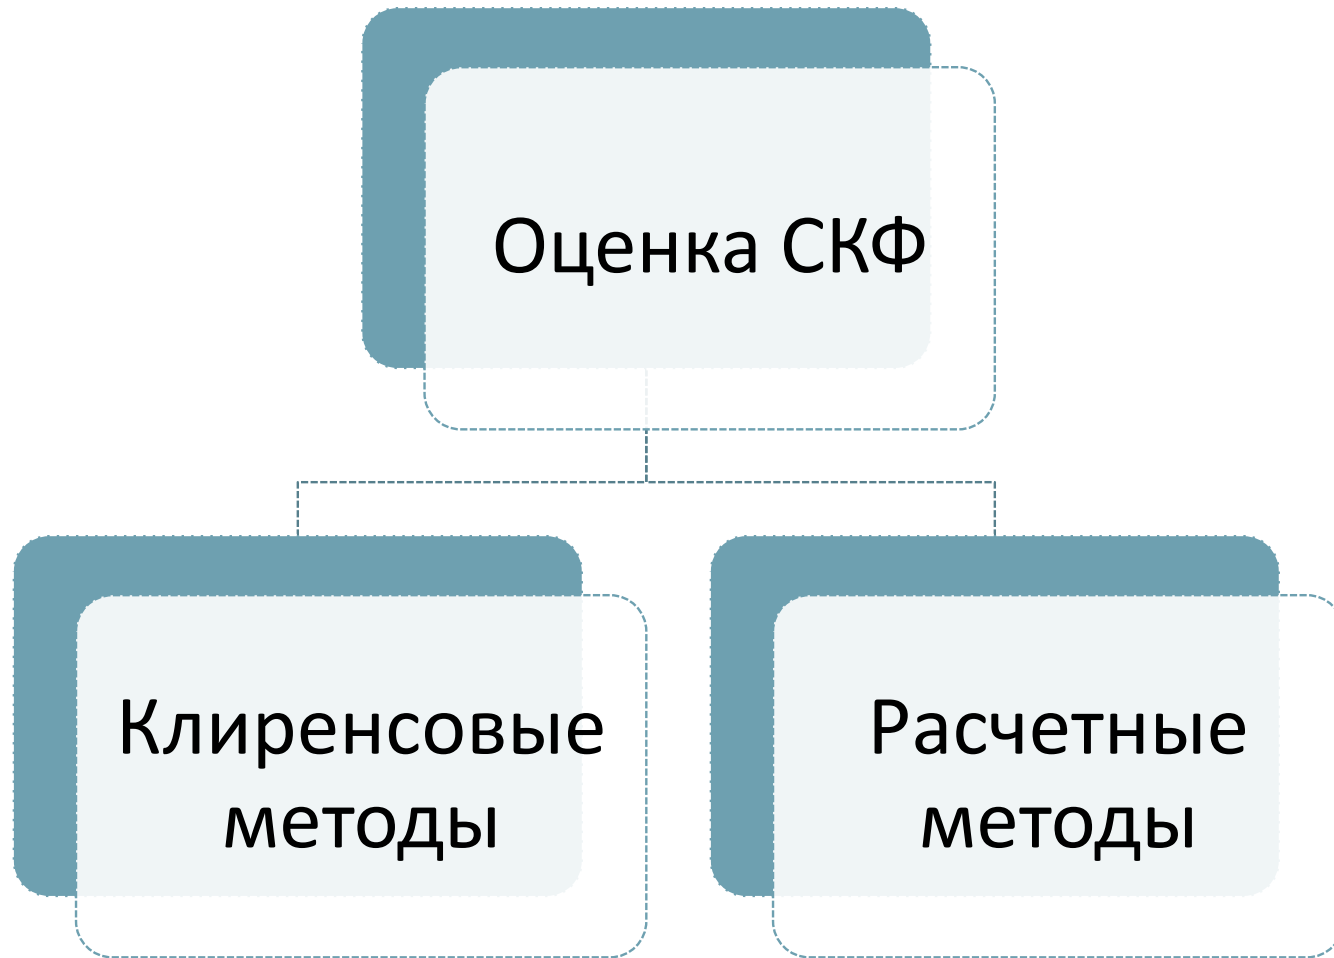 Оценка СКФ
Клиренсовые
методы
Расчетные
методы